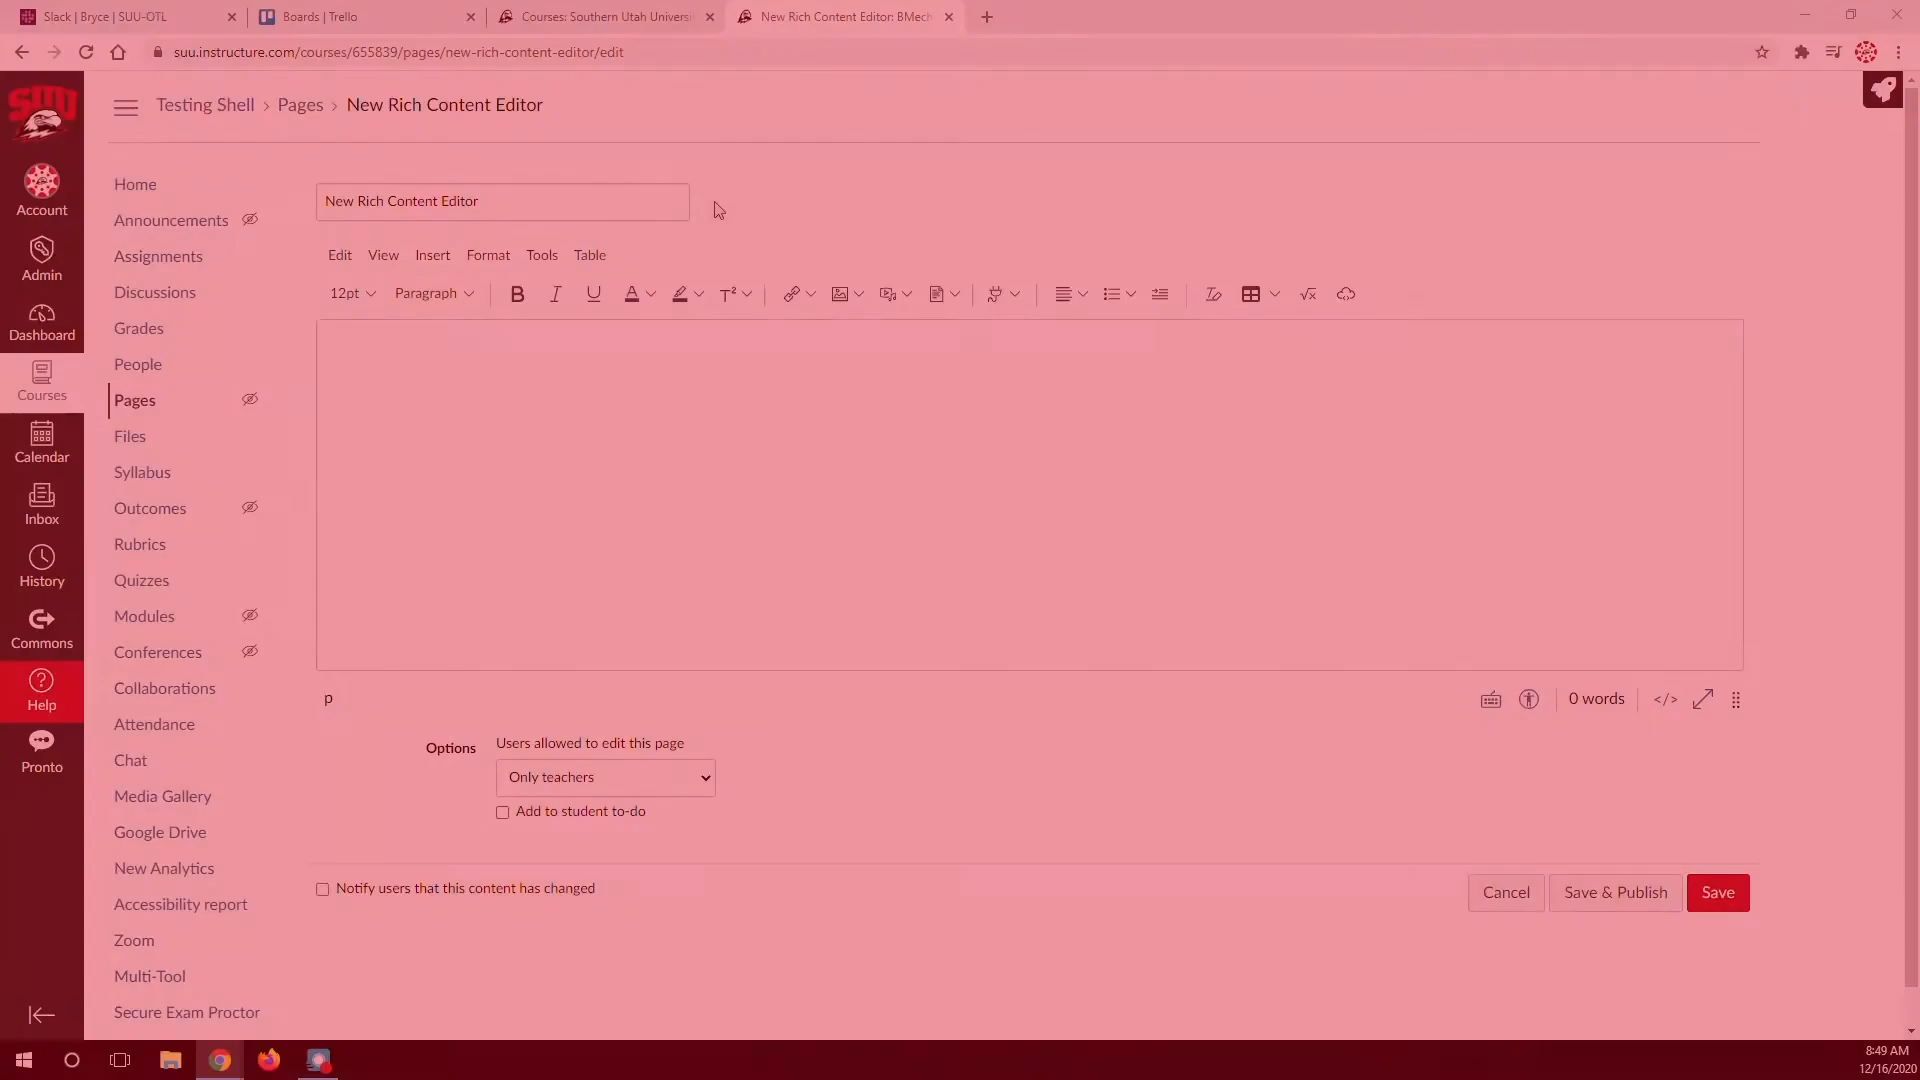 Slack | Bryce | SUU-OTL
Boards | Trello
Courses: Southern Utah Universi
New Rich Content Editor: BMech
suu.instructure.com/courses/655839/pages/new-rich-content-editor/edit
SUU
Testing Shell › Pages › New Rich Content Editor
Account
Admin
Dashboard
Courses
Calendar
Inbox
History
Commons
Help
Pronto
Home
Announcements
Assignments
Discussions
Grades
People
Pages
Files
Syllabus
Outcomes
Rubrics
Quizzes
Modules
Conferences
Collaborations
Attendance
Chat
Media Gallery
Google Drive
New Analytics
Accessibility report
Zoom
Multi-Tool
Secure Exam Proctor
New Rich Content Editor
Edit View Insert Format Tools Table
12pt Paragraph
p
0 words
Options Users allowed to edit this page
Only teachers
Add to student to-do
Notify users that this content has changed
Cancel Save & Publish Save
8:49 AM
12/16/2020